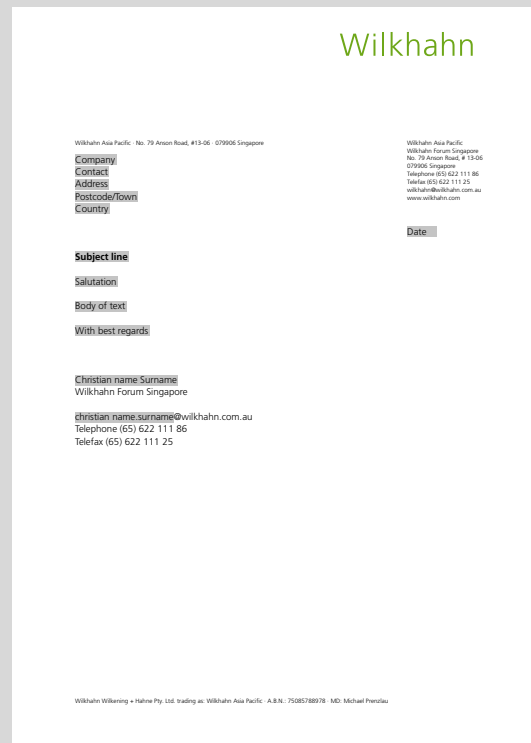 Wilkhahn
Wilkhahn Asia Pacific · No. 79 Anson Road, #13-06 · 079906 Singapore
Company
Contact
Address
Postcode/Town
Country
Wilkhahn Asia Pacific
Wilkhahn Forum Singapore
No. 79 Anson Road, # 13-06
079906 Singapore
Telephone (65) 622 111 86
Telefax (65) 622 111 25
wilkhahn@wilkhahn.com.au
www.wilkhahn.com
Date
Subject line
Salutation
Body of text
With best regards
Christian name Surname
Wilkhahn Forum Singapore
christian name.surname@wilkhahn.com.au
Telephone (65) 622 111 86
Telefax (65) 622 111 25
Wilkhahn Wilkening + Hahne Pty. Ltd. trading as: Wilkhahn Asia Pacific · A.B.N.: 75085788978 · MD: Michael Prenzlau